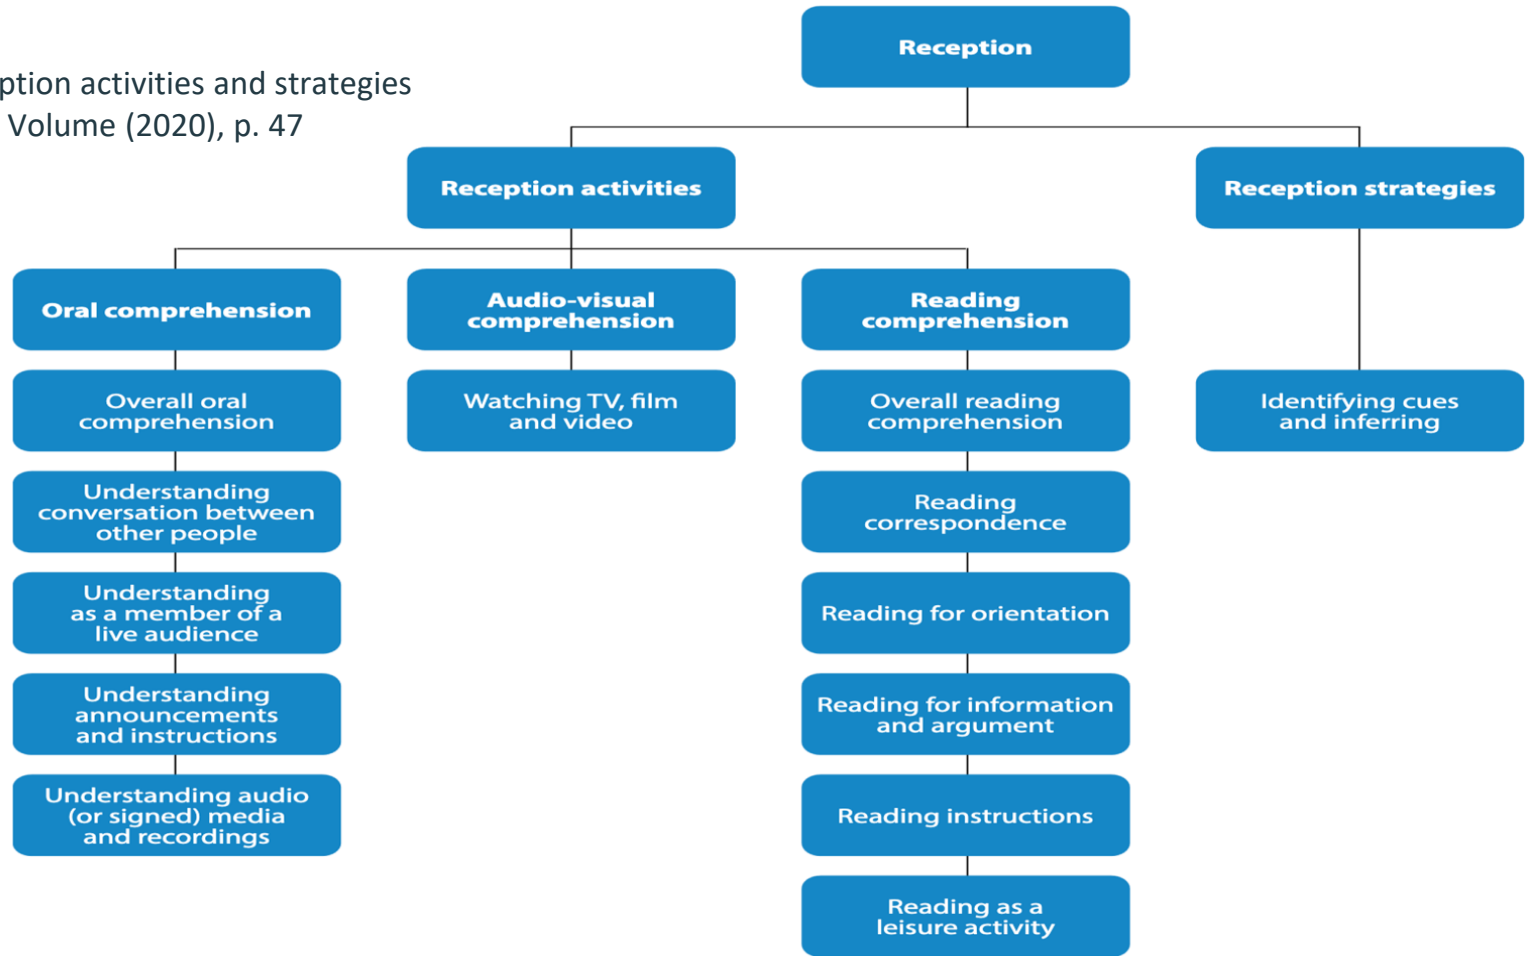 ption activities and strategies
Volume (2020), p. 47
Reception
Reception activities
Reception strategies
Oral comprehension
Audio-visual
comprehension
Reading
comprehension
Overall oral
comprehension
Watching TV, film
and video
Overall reading
comprehension
Identifying cues
and inferring
Understanding
conversation between
other people
Reading
correspondence
Understanding
as a member of a
live audience
Reading for orientation
Understanding
announcements
and instructions
Reading for information
and argument
Understanding audio
(or signed) media
and recordings
Reading instructions
Reading as a
leisure activity